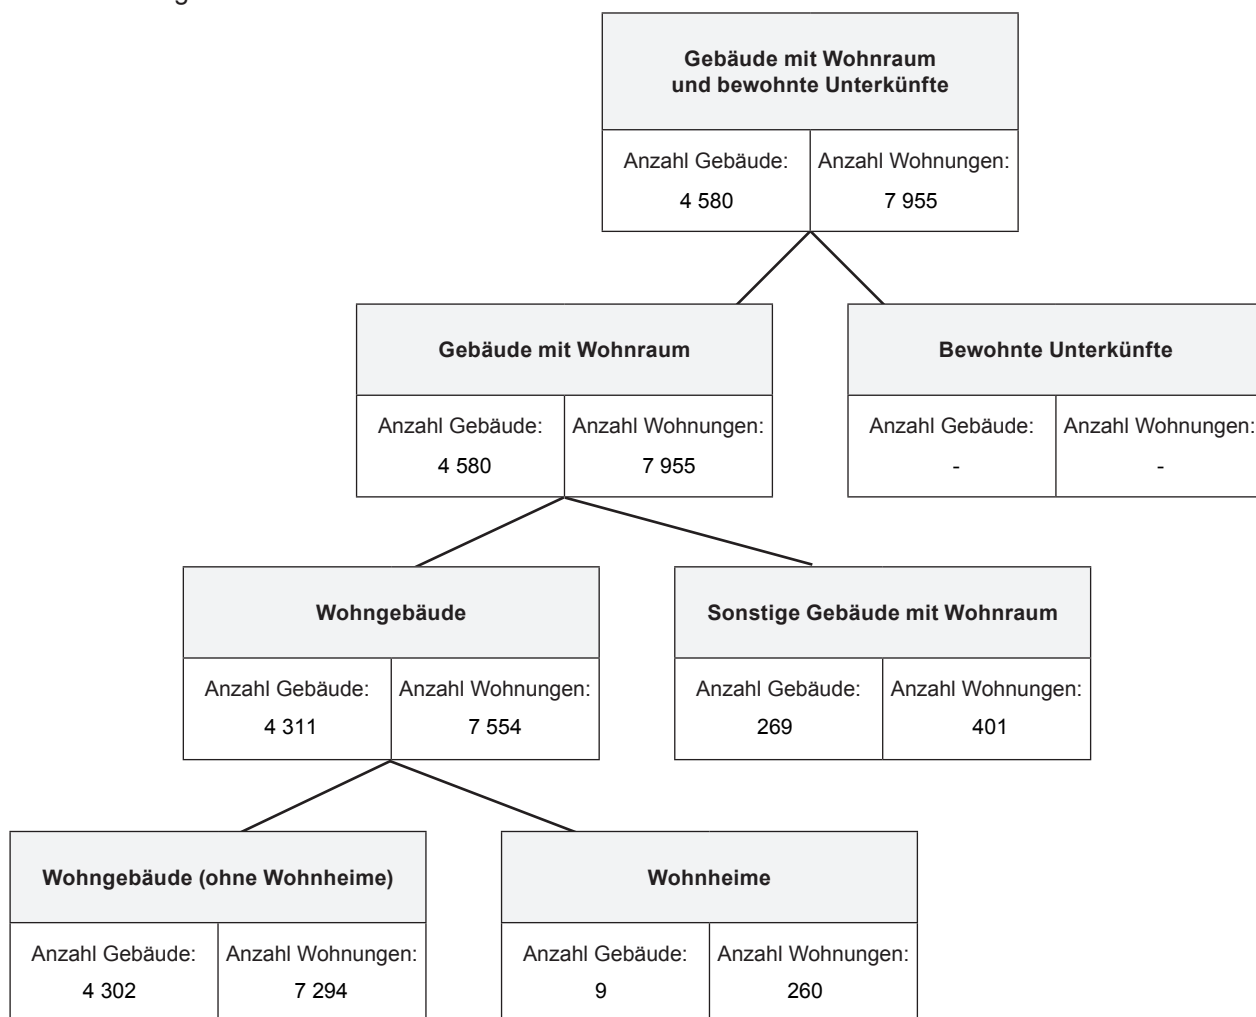 Gebäude mit Wohnraum
und bewohnte Unterkünfte
Anzahl Gebäude: Anzahl Wohnungen:
4 580 7 955
Gebäude mit Wohnraum
Anzahl Gebäude: Anzahl Wohnungen:
4 580 7 955
Bewohnte Unterkünfte
Anzahl Gebäude: Anzahl Wohnungen:
- -
Wohngebäude
Anzahl Gebäude: Anzahl Wohnungen:
4 311 7 554
Sonstige Gebäude mit Wohnraum
Anzahl Gebäude: Anzahl Wohnungen:
269 401
Wohngebäude (ohne Wohnheime)
Anzahl Gebäude: Anzahl Wohnungen:
4 302 7 294
Wohnheime
Anzahl Gebäude: Anzahl Wohnungen:
9 260